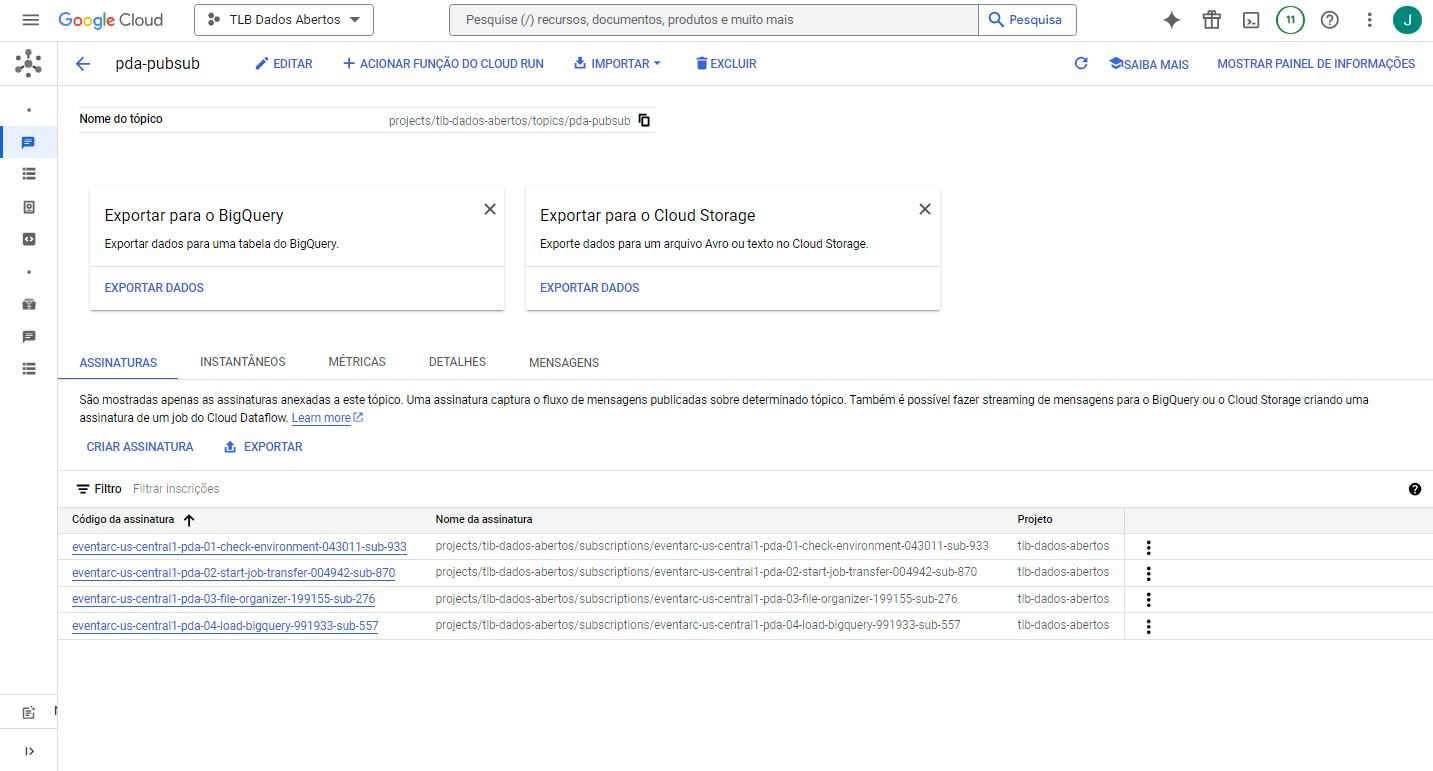 Google Cloud TLB Dados Abertos Pesquise (/) recursos, documentos, produtos e muito mais Pesquisa 11 J
pda-pubsub EDITAR ACIONAR FUNÇÃO DO CLOUD RUN IMPORTAR EXCLUIR SAIBA MAIS MOSTRAR PAINEL DE INFORMAÇÕES
Nome do tópico projects/tlb-dados-abertos/topics/pda-pubsub
Exportar para o BigQuery
Exportar dados para uma tabela do BigQuery.
EXPORTAR DADOS
Exportar para o Cloud Storage
Exporte dados para um arquivo Avro ou texto no Cloud Storage.
EXPORTAR DADOS
ASSINATURAS INSTANTÂNEOS MÉTRICAS DETALHES MENSAGENS
São mostradas apenas as assinaturas anexadas a este tópico. Uma assinatura captura o fluxo de mensagens publicadas sobre determinado tópico. Também é possível fazer streaming de mensagens para o BigQuery ou o Cloud Storage criando uma
assinatura de um job do Cloud Dataflow. Learn more
CRIAR ASSINATURA EXPORTAR
Filtro Filtrar inscrições
Código da assinatura Nome da assinatura Projeto
eventarc-us-central1-pda-01-check-environment-043011-sub-933 projects/tlb-dados-abertos/subscriptions/eventarc-us-central1-pda-01-check-environment-043011-sub-933 tlb-dados-abertos
eventarc-us-central1-pda-02-start-job-transfer-004942-sub-870 projects/tlb-dados-abertos/subscriptions/eventarc-us-central1-pda-02-start-job-transfer-004942-sub-870 tlb-dados-abertos
eventarc-us-central1-pda-03-file-organizer-199155-sub-276 projects/tlb-dados-abertos/subscriptions/eventarc-us-central1-pda-03-file-organizer-199155-sub-276 tlb-dados-abertos
eventarc-us-central1-pda-04-load-bigquery-991933-sub-557 projects/tlb-dados-abertos/subscriptions/eventarc-us-central1-pda-04-load-bigquery-991933-sub-557 tlb-dados-abertos